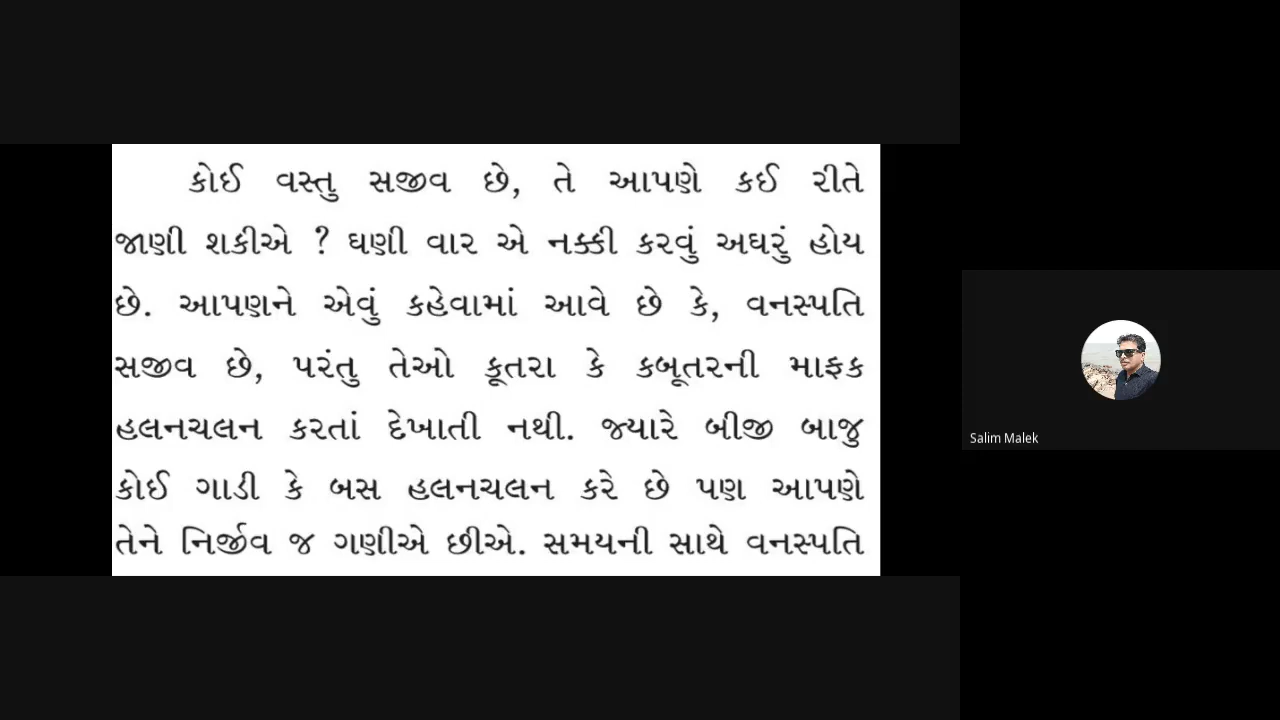 કોઈ વસ્તુ સજીવ છે, તે આપણે કઈ રીતે
જાણી શકીએ ? ઘણી વાર એ નક્કી કરવું અઘરું હોય
છે. આપણને એવું કહેવામાં આવે છે કે, વનસ્પતિ
સજીવ છે, પરંતુ તેઓ કૂતરા કે કબૂતરની માફક
હલનચલન કરતાં દેખાતી નથી. જ્યારે બીજી બાજુ
કોઈ ગાડી કે બસ હલનચલન કરે છે પણ આપણે
તેને નિર્જીવ જ ગણીએ છીએ. સમયની સાથે વનસ્પતિ
Salim Malek